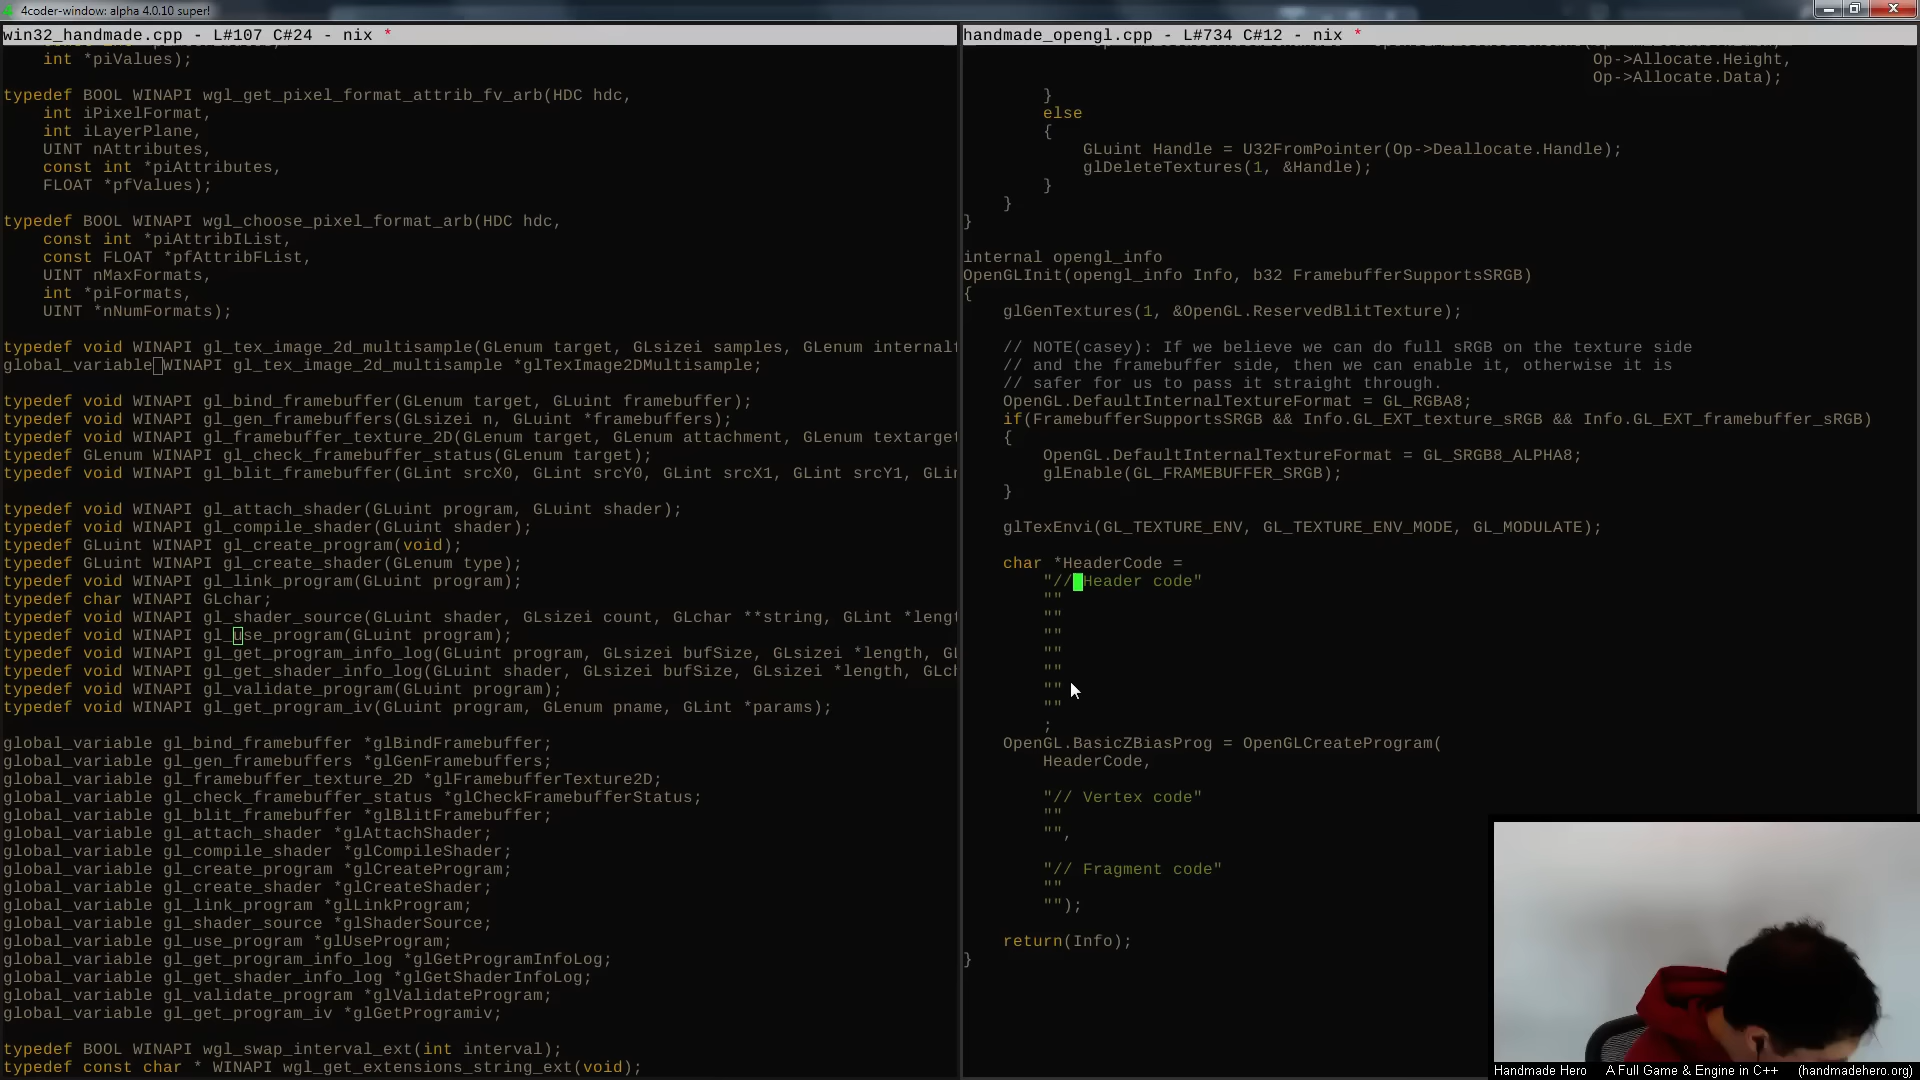 4coder-window: alpha 4.0.10 super!
win32_handmade.cpp - L#107 C#24 - nix *
int *piValues);
typedef BOOL WINAPI wgl_get_pixel_format_attrib_fv_arb(HDC hdc,
int iPixelFormat,
int iLayerPlane,
UINT nAttributes,
const int *piAttributes,
FLOAT *pfValues);
typedef BOOL WINAPI wgl_choose_pixel_format_arb(HDC hdc,
const int *piAttribIList,
const FLOAT *pfAttribFList,
UINT nMaxFormats,
int *piFormats,
UINT *nNumFormats);
typedef void WINAPI gl_tex_image_2d_multisample(GLenum target, GLsizei samples, GLenum internalf
global_variable WINAPI gl_tex_image_2d_multisample *glTexImage2DMultisample;
typedef void WINAPI gl_bind_framebuffer(GLenum target, GLuint framebuffer);
typedef void WINAPI gl_gen_framebuffers(GLsizei n, GLuint *framebuffers);
typedef void WINAPI gl_framebuffer_texture_2D(GLenum target, GLenum attachment, GLenum textarget
typedef GLenum WINAPI gl_check_framebuffer_status(GLenum target);
typedef void WINAPI gl_blit_framebuffer(GLint srcX0, GLint srcY0, GLint srcX1, GLint srcY1, GLin
typedef void WINAPI gl_attach_shader(GLuint program, GLuint shader);
typedef void WINAPI gl_compile_shader(GLuint shader);
typedef GLuint WINAPI gl_create_program(void);
typedef GLuint WINAPI gl_create_shader(GLenum type);
typedef void WINAPI gl_link_program(GLuint program);
typedef char WINAPI GLchar;
typedef void WINAPI gl_shader_source(GLuint shader, GLsizei count, GLchar **string, GLint *lengt
typedef void WINAPI gl_use_program(GLuint program);
typedef void WINAPI gl_get_program_info_log(GLuint program, GLsizei bufSize, GLsizei *length, GL
typedef void WINAPI gl_get_shader_info_log(GLuint shader, GLsizei bufSize, GLsizei *length, GLch
typedef void WINAPI gl_validate_program(GLuint program);
typedef void WINAPI gl_get_program_iv(GLuint program, GLenum pname, GLint *params);
global_variable gl_bind_framebuffer *glBindFramebuffer;
global_variable gl_gen_framebuffers *glGenFramebuffers;
global_variable gl_framebuffer_texture_2D *glFramebufferTexture2D;
global_variable gl_check_framebuffer_status *glCheckFramebufferStatus;
global_variable gl_blit_framebuffer *glBlitFramebuffer;
global_variable gl_attach_shader *glAttachShader;
global_variable gl_compile_shader *glCompileShader;
global_variable gl_create_program *glCreateProgram;
global_variable gl_create_shader *glCreateShader;
global_variable gl_link_program *glLinkProgram;
global_variable gl_shader_source *glShaderSource;
global_variable gl_use_program *glUseProgram;
global_variable gl_get_program_info_log *glGetProgramInfoLog;
global_variable gl_get_shader_info_log *glGetShaderInfoLog;
global_variable gl_validate_program *glValidateProgram;
global_variable gl_get_program_iv *glGetProgramiv;
typedef BOOL WINAPI wgl_swap_interval_ext(int interval);
typedef const char * WINAPI wgl_get_extensions_string_ext(void);
handmade_opengl.cpp - L#734 C#12 - nix *
Op->Allocate.Height,
Op->Allocate.Data);
}
else
{
GLuint Handle = U32FromPointer(Op->Deallocate.Handle);
glDeleteTextures(1, &Handle);
}
}
}
internal opengl_info
OpenGLInit(opengl_info Info, b32 FramebufferSupportsSRGB)
{
glGenTextures(1, &OpenGL.ReservedBlitTexture);
// NOTE(casey): If we believe we can do full sRGB on the texture side
// and the framebuffer side, then we can enable it, otherwise it is
// safer for us to pass it straight through.
OpenGL.DefaultInternalTextureFormat = GL_RGBA8;
if(FramebufferSupportsSRGB && Info.GL_EXT_texture_sRGB && Info.GL_EXT_framebuffer_sRGB)
{
OpenGL.DefaultInternalTextureFormat = GL_SRGB8_ALPHA8;
glEnable(GL_FRAMEBUFFER_SRGB);
}
glTexEnvi(GL_TEXTURE_ENV, GL_TEXTURE_ENV_MODE, GL_MODULATE);
char *HeaderCode =
"// Header code"
""
""
""
""
""
""
""
;
OpenGL.BasicZBiasProg = OpenGLCreateProgram(
HeaderCode,
"// Vertex code"
""
"",
"// Fragment code"
""
"");
return(Info);
}
Handmade Hero A Full Game & Engine in C++ (handmadehero.org)